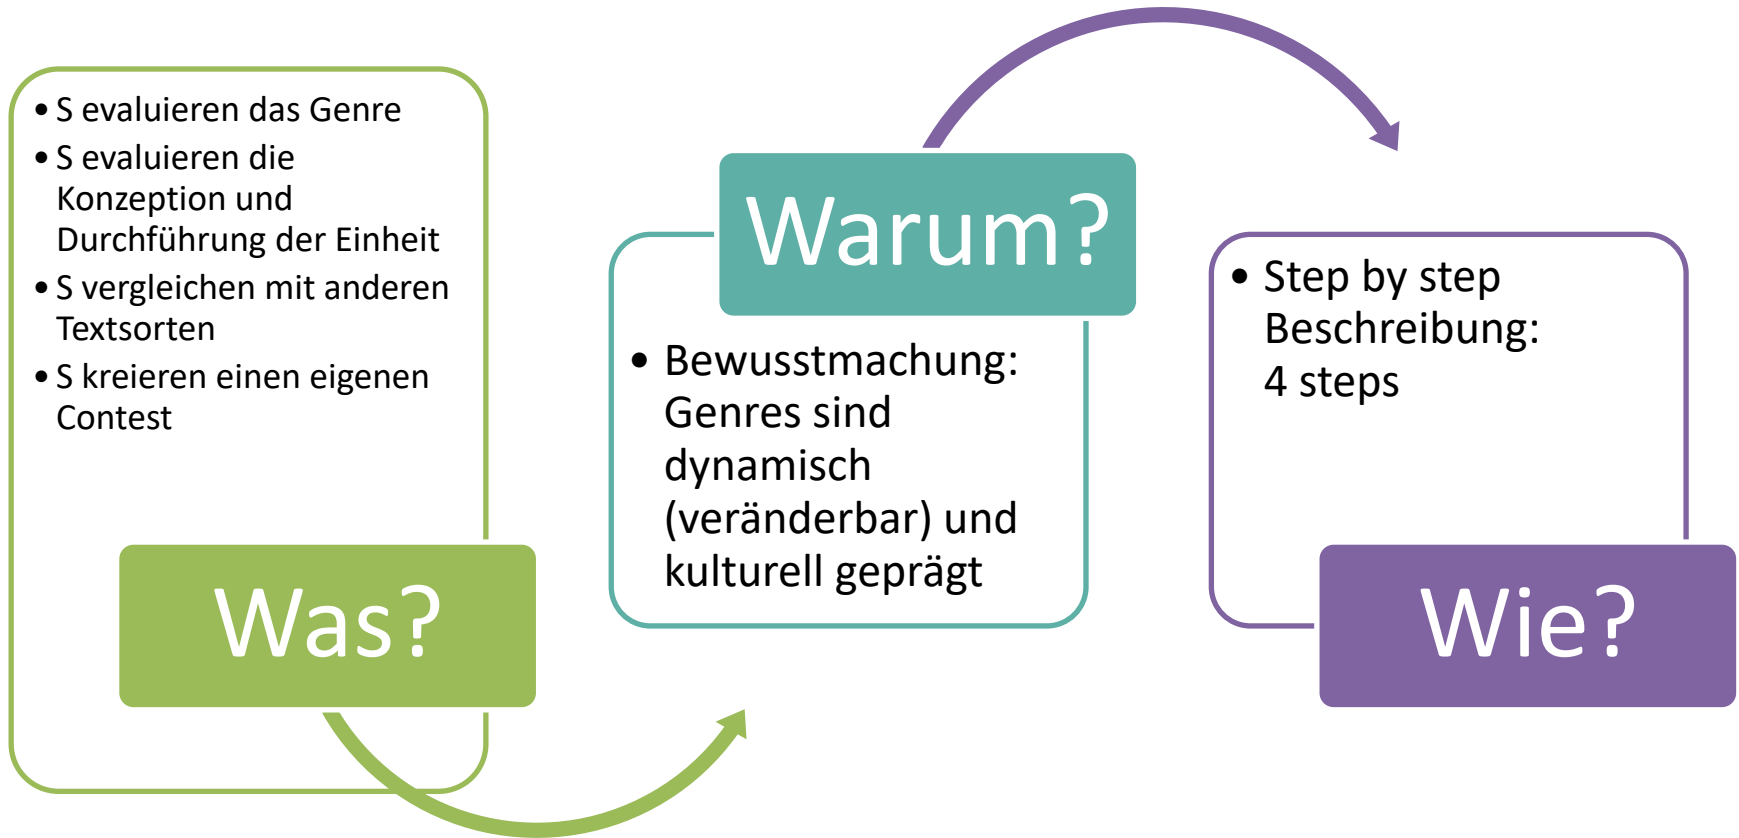 • S evaluieren das Genre
• S evaluieren die
Konzeption und
Durchführung der Einheit
• S vergleichen mit anderen
Textsorten
• S kreieren einen eigenen
Contest
Was?
Warum?
• Bewusstmachung:
Genres sind
dynamisch
(veränderbar) und
kulturell geprägt
• Step by step
Beschreibung:
4 steps
Wie?